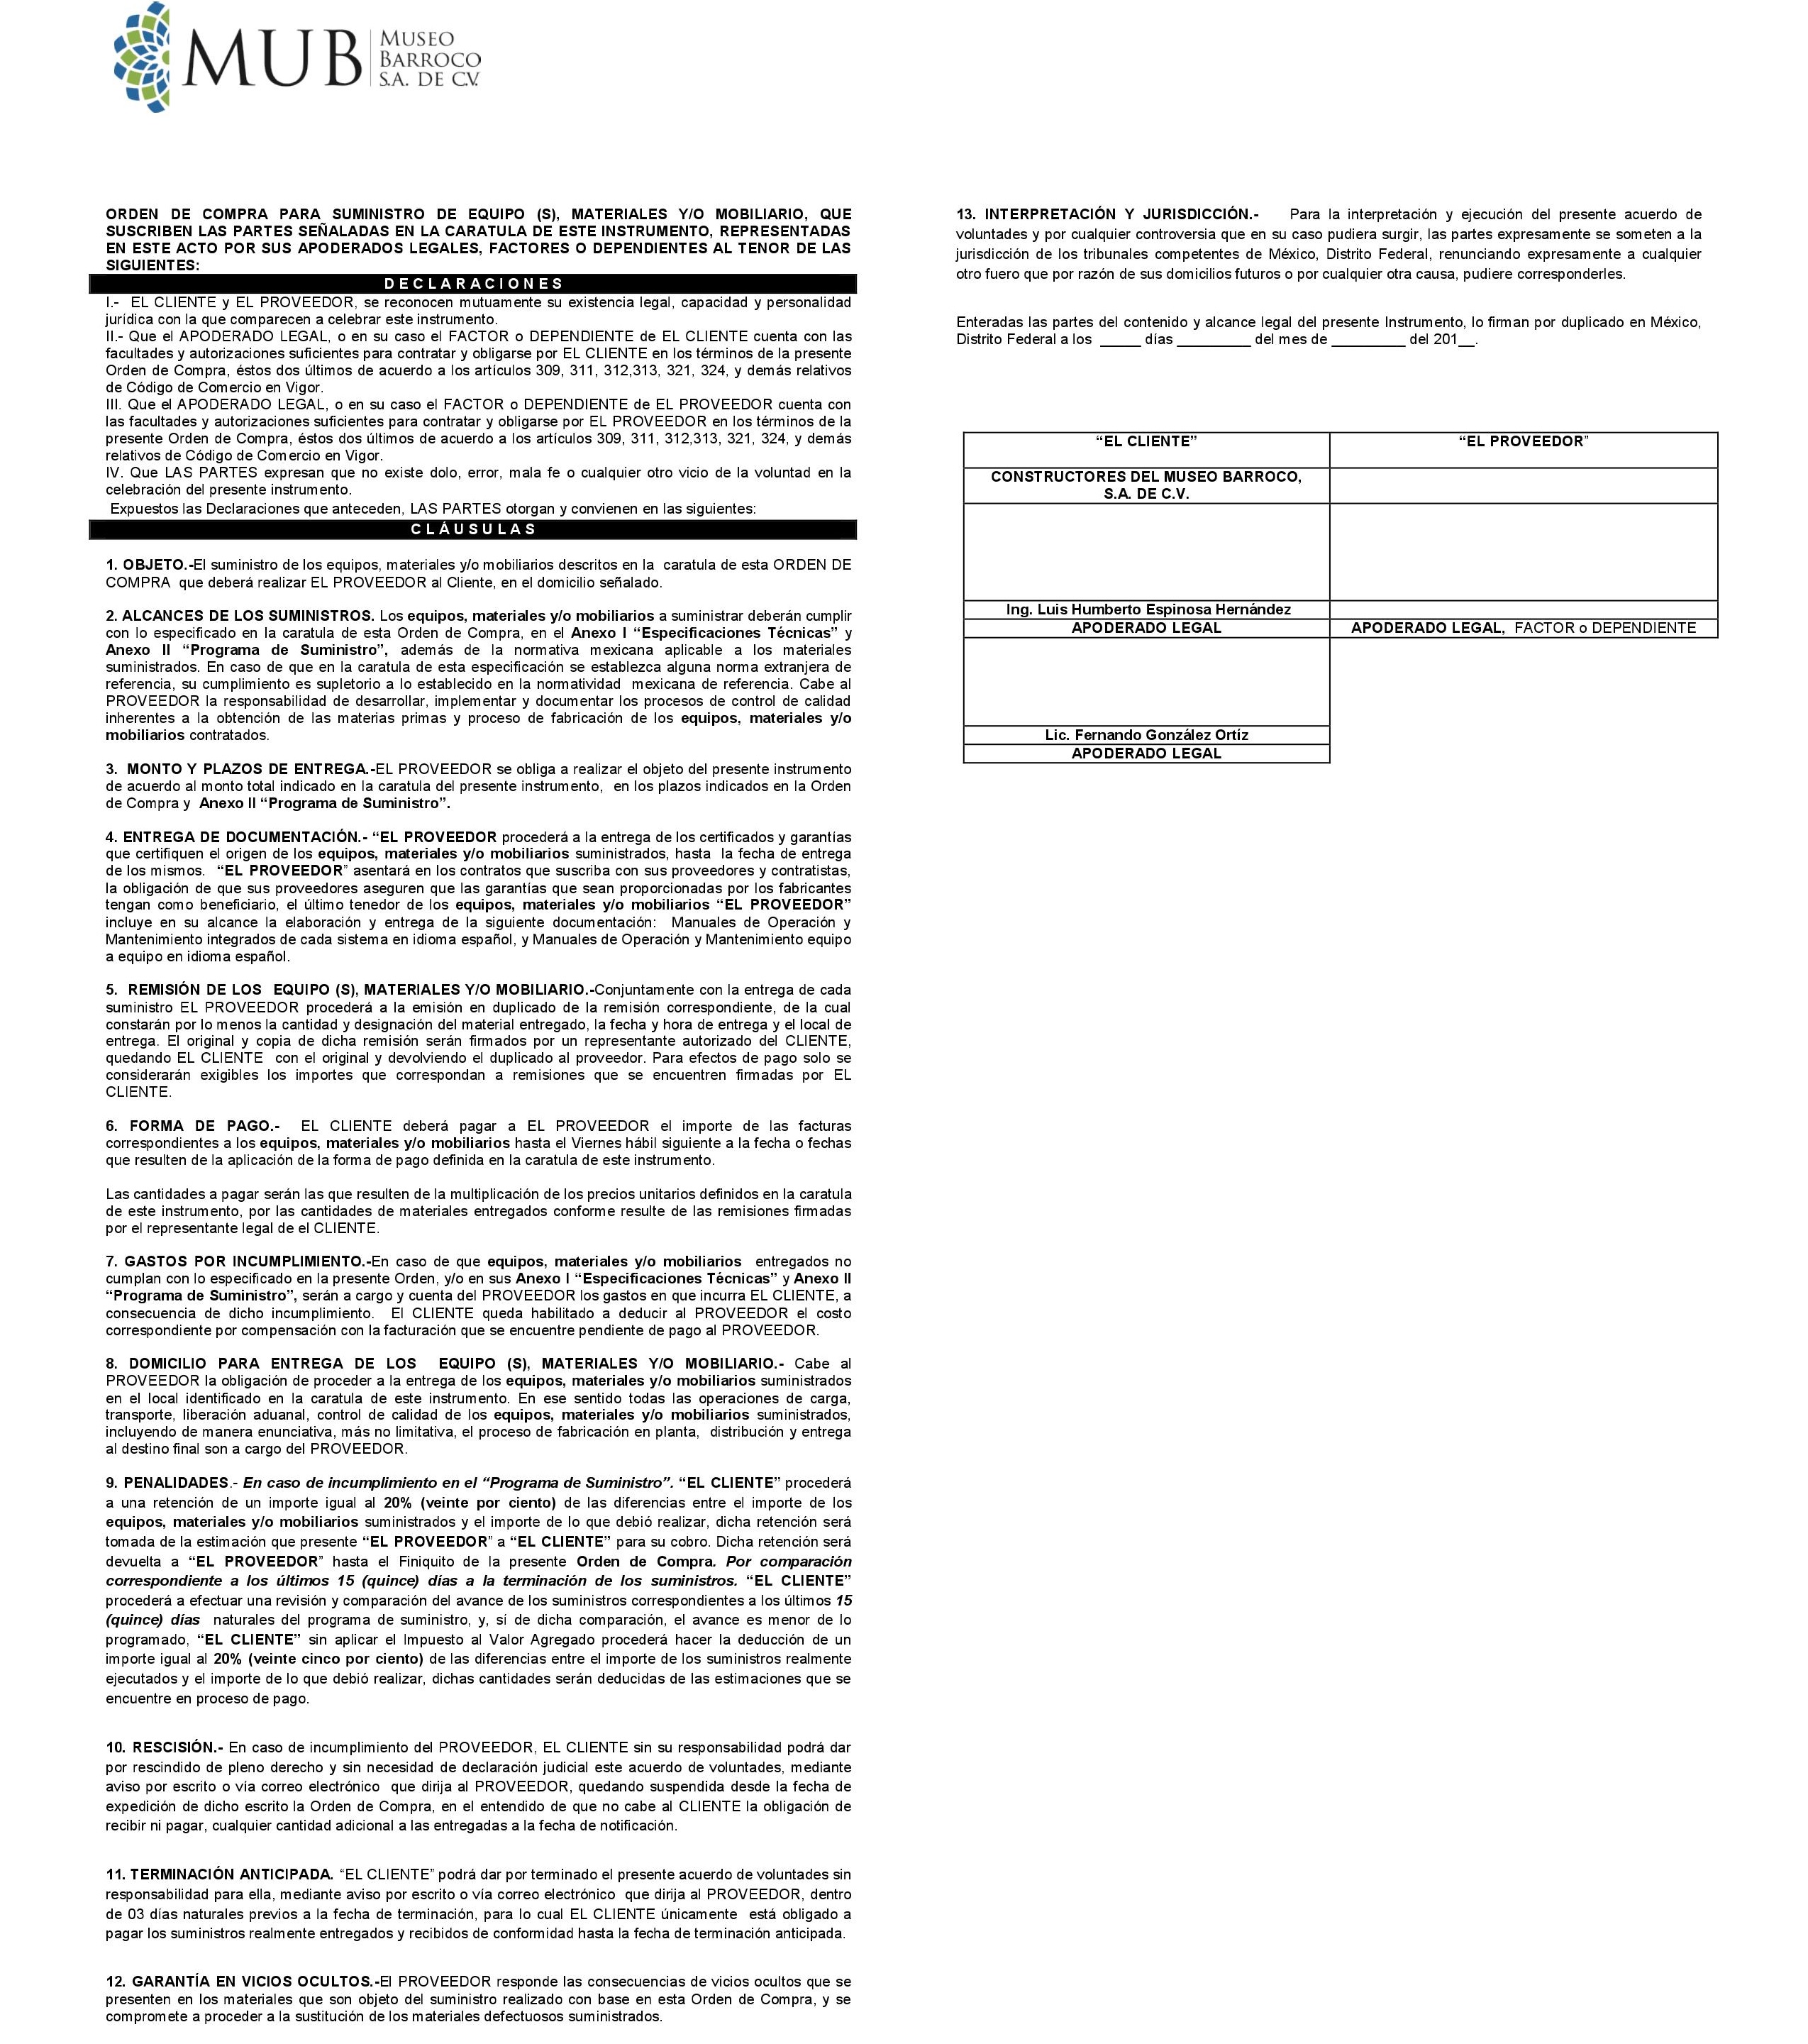 MUB
MUSEO
BARROCO
S.A. DE C.V.
ORDEN DE COMPRA PARA SUMINISTRO DE EQUIPO (S), MATERIALES Y/O MOBILIARIO, QUE
SUSCRIBEN LAS PARTES SEÑALADAS EN LA CARATULA DE ESTE INSTRUMENTO, REPRESENTADAS
EN ESTE ACTO POR SUS APODERADOS LEGALES, FACTORES O DEPENDIENTES AL TENOR DE LAS
SIGUIENTES:
D E C L A R A C I O N E S
I.- EL CLIENTE y EL PROVEEDOR, se reconocen mutuamente su existencia legal, capacidad y personalidad
jurídica con la que comparecen a celebrar este instrumento.
II.- Que el APODERADO LEGAL, o en su caso el FACTOR o DEPENDIENTE de EL CLIENTE cuenta con las
facultades y autorizaciones suficientes para contratar y obligarse por EL CLIENTE en los términos de la presente
Orden de Compra, éstos dos últimos de acuerdo a los artículos 309, 311, 312,313, 321, 324, y demás relativos
de Código de Comercio en Vigor.
III. Que el APODERADO LEGAL, o en su caso el FACTOR o DEPENDIENTE de EL PROVEEDOR cuenta con
las facultades y autorizaciones suficientes para contratar y obligarse por EL PROVEEDOR en los términos de la
presente Orden de Compra, éstos dos últimos de acuerdo a los artículos 309, 311, 312,313, 321, 324, y demás
relativos de Código de Comercio en Vigor.
IV. Que LAS PARTES expresan que no existe dolo, error, mala fe o cualquier otro vicio de la voluntad en la
celebración del presente instrumento.
Expuestos las Declaraciones que anteceden, LAS PARTES otorgan y convienen en las siguientes:
C L Á U S U L A S
1. OBJETO.-El suministro de los equipos, materiales y/o mobiliarios descritos en la caratula de esta ORDEN DE
COMPRA que deberá realizar EL PROVEEDOR al Cliente, en el domicilio señalado.
2. ALCANCES DE LOS SUMINISTROS. Los equipos, materiales y/o mobiliarios a suministrar deberán cumplir
con lo especificado en la caratula de esta Orden de Compra, en el Anexo I “Especificaciones Técnicas” y
Anexo II “Programa de Suministro”, además de la normativa mexicana aplicable a los materiales
suministrados. En caso de que en la caratula de esta especificación se establezca alguna norma extranjera de
referencia, su cumplimiento es supletorio a lo establecido en la normatividad mexicana de referencia. Cabe al
PROVEEDOR la responsabilidad de desarrollar, implementar y documentar los procesos de control de calidad
inherentes a la obtención de las materias primas y proceso de fabricación de los equipos, materiales y/o
mobiliarios contratados.
3. MONTO Y PLAZOS DE ENTREGA.-EL PROVEEDOR se obliga a realizar el objeto del presente instrumento
de acuerdo al monto total indicado en la caratula del presente instrumento, en los plazos indicados en la Orden
de Compra y Anexo II “Programa de Suministro”.
4. ENTREGA DE DOCUMENTACIÓN.- “EL PROVEEDOR procederá a la entrega de los certificados y garantías
que certifiquen el origen de los equipos, materiales y/o mobiliarios suministrados, hasta la fecha de entrega
de los mismos. “EL PROVEEDOR” asentará en los contratos que suscriba con sus proveedores y contratistas,
la obligación de que sus proveedores aseguren que las garantías que sean proporcionadas por los fabricantes
tengan como beneficiario, el último tenedor de los equipos, materiales y/o mobiliarios “EL PROVEEDOR”
incluye en su alcance la elaboración y entrega de la siguiente documentación: Manuales de Operación y
Mantenimiento integrados de cada sistema en idioma español, y Manuales de Operación y Mantenimiento equipo
a equipo en idioma español.
5. REMISIÓN DE LOS EQUIPO (S), MATERIALES Y/O MOBILIARIO.-Conjuntamente con la entrega de cada
suministro EL PROVEEDOR procederá a la emisión en duplicado de la remisión correspondiente, de la cual
constarán por lo menos la cantidad y designación del material entregado, la fecha y hora de entrega y el local de
entrega. El original y copia de dicha remisión serán firmados por un representante autorizado del CLIENTE,
quedando EL CLIENTE con el original y devolviendo el duplicado al proveedor. Para efectos de pago solo se
considerarán exigibles los importes que correspondan a remisiones que se encuentren firmadas por EL
CLIENTE.
6. FORMA DE PAGO.- EL CLIENTE deberá pagar a EL PROVEEDOR el importe de las facturas
correspondientes a los equipos, materiales y/o mobiliarios hasta el Viernes hábil siguiente a la fecha o fechas
que resulten de la aplicación de la forma de pago definida en la caratula de este instrumento.
Las cantidades a pagar serán las que resulten de la multiplicación de los precios unitarios definidos en la caratula
de este instrumento, por las cantidades de materiales entregados conforme resulte de las remisiones firmadas
por el representante legal de el CLIENTE.
7. GASTOS POR INCUMPLIMIENTO.-En caso de que equipos, materiales y/o mobiliarios entregados no
cumplan con lo especificado en la presente Orden, y/o en sus Anexo I “Especificaciones Técnicas” y Anexo II
“Programa de Suministro”, serán a cargo y cuenta del PROVEEDOR los gastos en que incurra EL CLIENTE, a
consecuencia de dicho incumplimiento. El CLIENTE queda habilitado a deducir al PROVEEDOR el costo
correspondiente por compensación con la facturación que se encuentre pendiente de pago al PROVEEDOR.
8. DOMICILIO PARA ENTREGA DE LOS EQUIPO (S), MATERIALES Y/O MOBILIARIO.- Cabe al
PROVEEDOR la obligación de proceder a la entrega de los equipos, materiales y/o mobiliarios suministrados
en el local identificado en la caratula de este instrumento. En ese sentido todas las operaciones de carga,
transporte, liberación aduanal, control de calidad de los equipos, materiales y/o mobiliarios suministrados,
incluyendo de manera enunciativa, más no limitativa, el proceso de fabricación en planta, distribución y entrega
al destino final son a cargo del PROVEEDOR.
9. PENALIDADES.- En caso de incumplimiento en el “Programa de Suministro”. “EL CLIENTE” procederá
a una retención de un importe igual al 20% (veinte por ciento) de las diferencias entre el importe de los
equipos, materiales y/o mobiliarios suministrados y el importe de lo que debió realizar, dicha retención será
tomada de la estimación que presente “EL PROVEEDOR” a “EL CLIENTE” para su cobro. Dicha retención será
devuelta a “EL PROVEEDOR” hasta el Finiquito de la presente Orden de Compra. Por comparación
correspondiente a los últimos 15 (quince) días a la terminación de los suministros. “EL CLIENTE”
procederá a efectuar una revisión y comparación del avance de los suministros correspondientes a los últimos 15
(quince) días naturales del programa de suministro, y, sí de dicha comparación, el avance es menor de lo
programado, “EL CLIENTE” sin aplicar el Impuesto al Valor Agregado procederá hacer la deducción de un
importe igual al 20% (veinte cinco por ciento) de las diferencias entre el importe de los suministros realmente
ejecutados y el importe de lo que debió realizar, dichas cantidades serán deducidas de las estimaciones que se
encuentre en proceso de pago.
10. RESCISIÓN.- En caso de incumplimiento del PROVEEDOR, EL CLIENTE sin su responsabilidad podrá dar
por rescindido de pleno derecho y sin necesidad de declaración judicial este acuerdo de voluntades, mediante
aviso por escrito o vía correo electrónico que dirija al PROVEEDOR, quedando suspendida desde la fecha de
expedición de dicho escrito la Orden de Compra, en el entendido de que no cabe al CLIENTE la obligación de
recibir ni pagar, cualquier cantidad adicional a las entregadas a la fecha de notificación.
11. TERMINACIÓN ANTICIPADA. “EL CLIENTE” podrá dar por terminado el presente acuerdo de voluntades sin
responsabilidad para ella, mediante aviso por escrito o vía correo electrónico que dirija al PROVEEDOR, dentro
de 03 días naturales previos a la fecha de terminación, para lo cual EL CLIENTE únicamente está obligado a
pagar los suministros realmente entregados y recibidos de conformidad hasta la fecha de terminación anticipada.
12. GARANTÍA EN VICIOS OCULTOS.-El PROVEEDOR responde las consecuencias de vicios ocultos que se
presenten en los materiales que son objeto del suministro realizado con base en esta Orden de Compra, y se
compromete a proceder a la sustitución de los materiales defectuosos suministrados.
13. INTERPRETACIÓN Y JURISDICCIÓN.- Para la interpretación y ejecución del presente acuerdo de
voluntades y por cualquier controversia que en su caso pudiera surgir, las partes expresamente se someten a la
jurisdicción de los tribunales competentes de México, Distrito Federal, renunciando expresamente a cualquier
otro fuero que por razón de sus domicilios futuros o por cualquier otra causa, pudiere corresponderles.
Enteradas las partes del contenido y alcance legal del presente Instrumento, lo firman por duplicado en México,
Distrito Federal a los _____ días _________ del mes de _________ del 201__.
“EL CLIENTE” “EL PROVEEDOR”
CONSTRUCTORES DEL MUSEO BARROCO,
S.A. DE C.V.
Ing. Luis Humberto Espinosa Hernández
APODERADO LEGAL APODERADO LEGAL, FACTOR o DEPENDIENTE
Lic. Fernando González Ortíz
APODERADO LEGAL